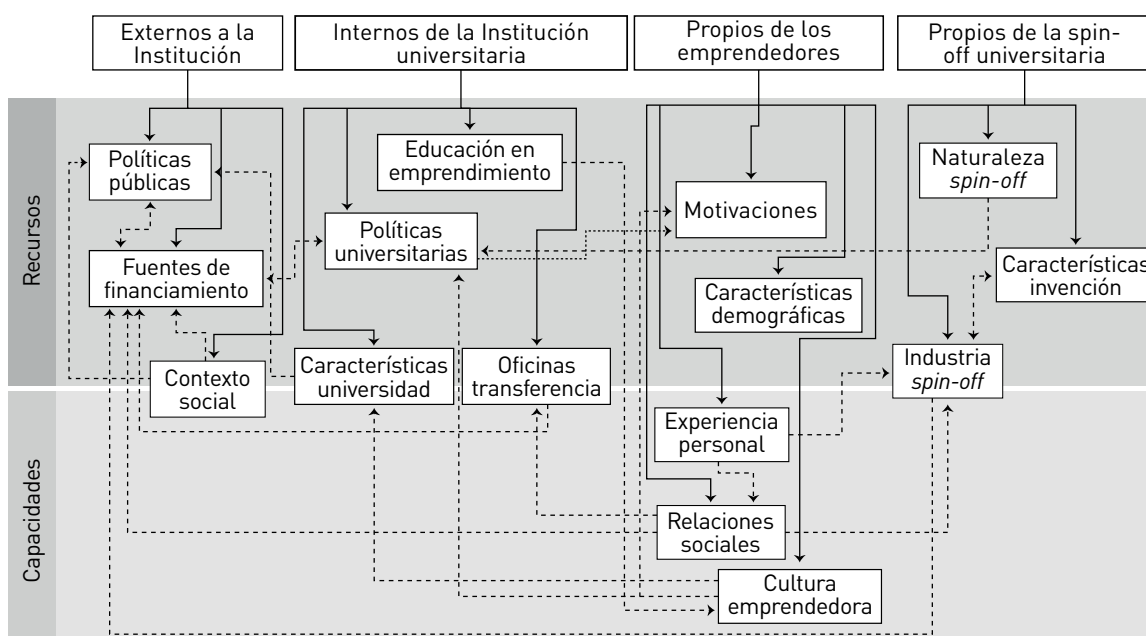 Externos a la
Institución
Internos de la Institución
universitaria
Propios de los
emprendedores
Propios de la spin-
off universitaria
Recursos
Políticas
públicas
Educación en
emprendimiento
Naturaleza
spin-off
Motivaciones
Políticas
universitarias
Fuentes de
financiamiento
Características
invención
Características
demográficas
Contexto
social
Características
universidad
Oficinas
transferencia
Industria
spin-off
Capacidades
Experiencia
personal
Relaciones
sociales
Cultura
emprendedora